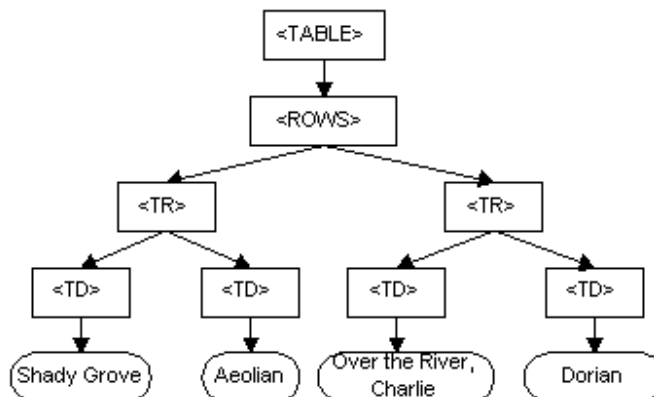 <TABLE>
<ROWS>
<TR> <TR>
<TD> <TD> <TD> <TD>
Shady Grove Aeolian Over the River, Dorian
Charlie